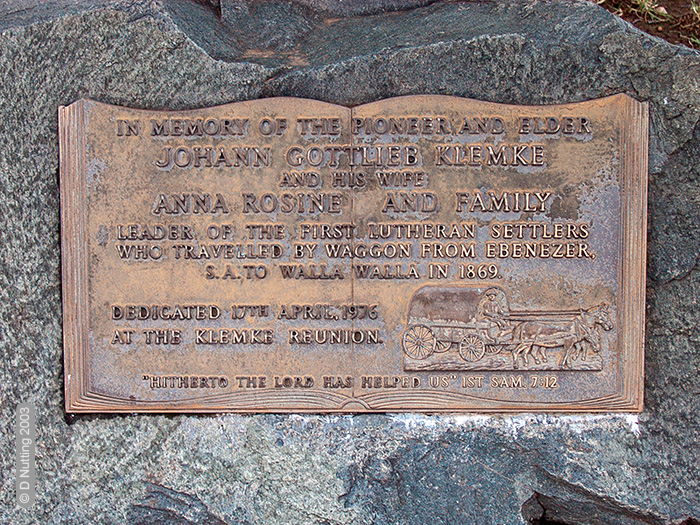 IN MEMORY OF THE PIONEER AND ELDER
JOHANN GOTTLIEB KLEMKE
AND HIS WIFE
ANNA ROSINE AND FAMILY
LEADER OF THE FIRST LUTHERAN SETTLERS
WHO TRAVELLED BY WAGGON FROM EBENEZER,
S.A. TO WALLA WALLA IN 1869.
DEDICATED 17TH APRIL, 1976
AT THE KLEMKE REUNION.
"HITHERTO THE LORD HAS HELPED US" 1ST SAM. 7:12
© D Nutting 2003